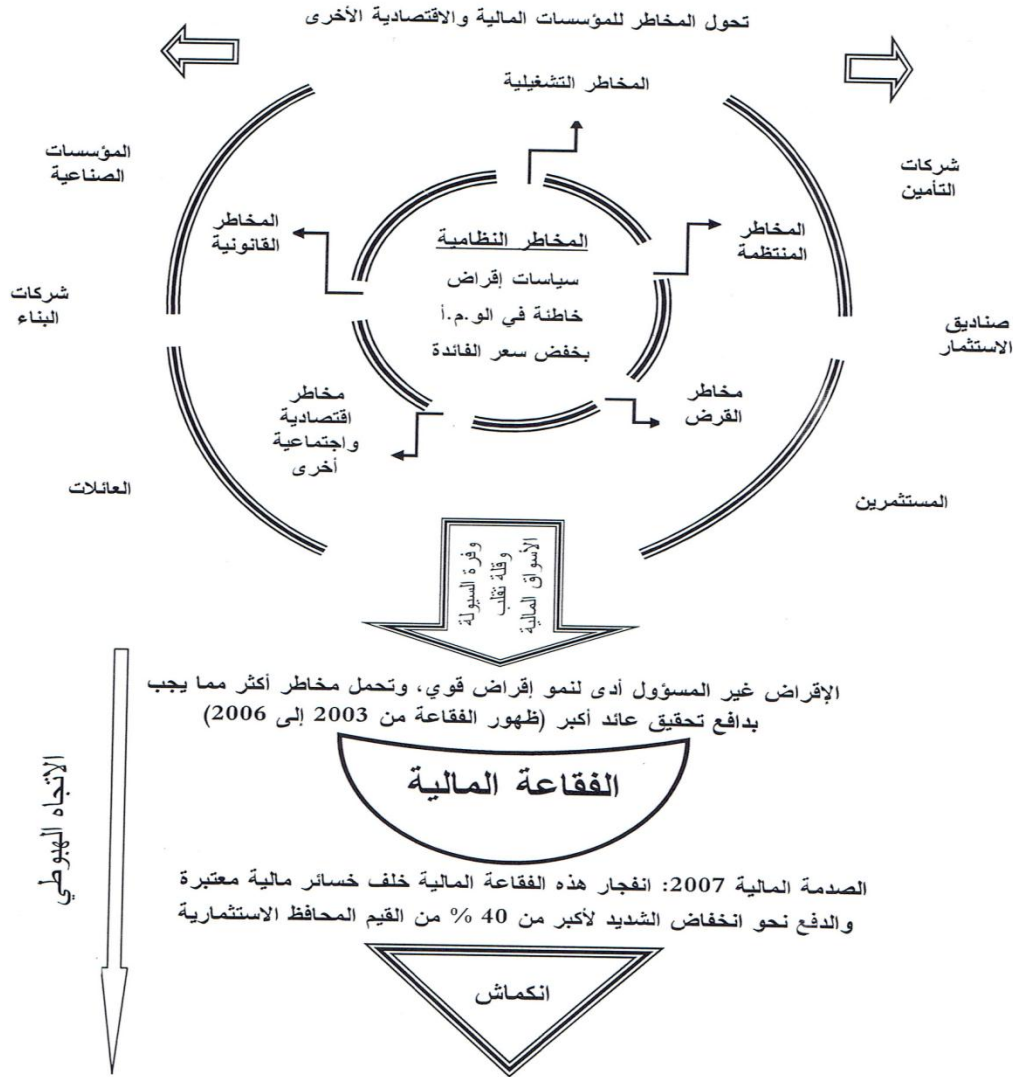 تحول المخاطر للمؤسسات المالية والاقتصادية الأخرى
المخاطر التشغيلية
شركات
التأمين
المؤسسات
الصناعية
المخاطر
المنتظمة
المخاطر
القانونية
المخاطر النظامية
سياسات إقراض
خاطئة في الو.م.أ
بخفض سعر الفائدة
صناديق
الاستثمار
شركات
البناء
مخاطر
القرض
مخاطر
اقتصادية
واجتماعية
أخرى
المستثمرين
العائلات
وفرة السيولة
وقلة تقلب
الأسواق المالية
الإقراض غير المسؤول أدى لنمو إقراض قوي، وتحمل مخاطر أكثر مما يجب
بدافع تحقيق عائد أكبر (ظهور الفقاعة من 2003 إلى 2006)
الفقاعة المالية
الاتجاه الهبوطي
الصدمة المالية 2007: انفجار هذه الفقاعة المالية خلف خسائر مالية معتبرة
والدفع نحو انخفاض الشديد لأكبر من 40 % من القيم المحافظ الاستثمارية
انكماش